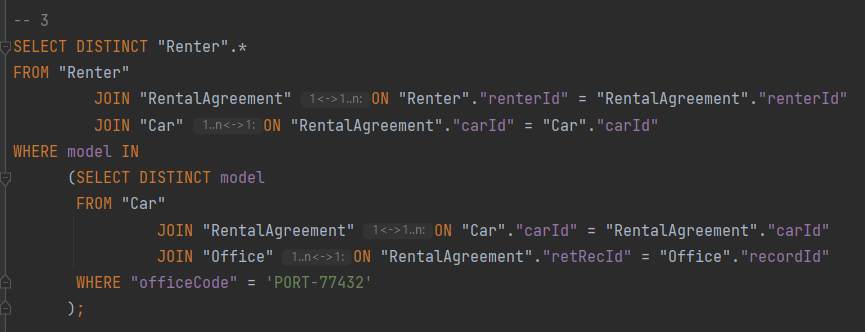 -- 3
SELECT DISTINCT "Renter".*
FROM "Renter"
JOIN "RentalAgreement" 1<->1..n: ON "Renter"."renterId" = "RentalAgreement"."renterId"
JOIN "Car" 1..n<->1: ON "RentalAgreement"."carId" = "Car"."carId"
WHERE model IN
(SELECT DISTINCT model
FROM "Car"
JOIN "RentalAgreement" 1<->1..n: ON "Car"."carId" = "RentalAgreement"."carId"
JOIN "Office" 1..n<->1: ON "RentalAgreement"."retRecId" = "Office"."recordId"
WHERE "officeCode" = 'PORT-77432'
);